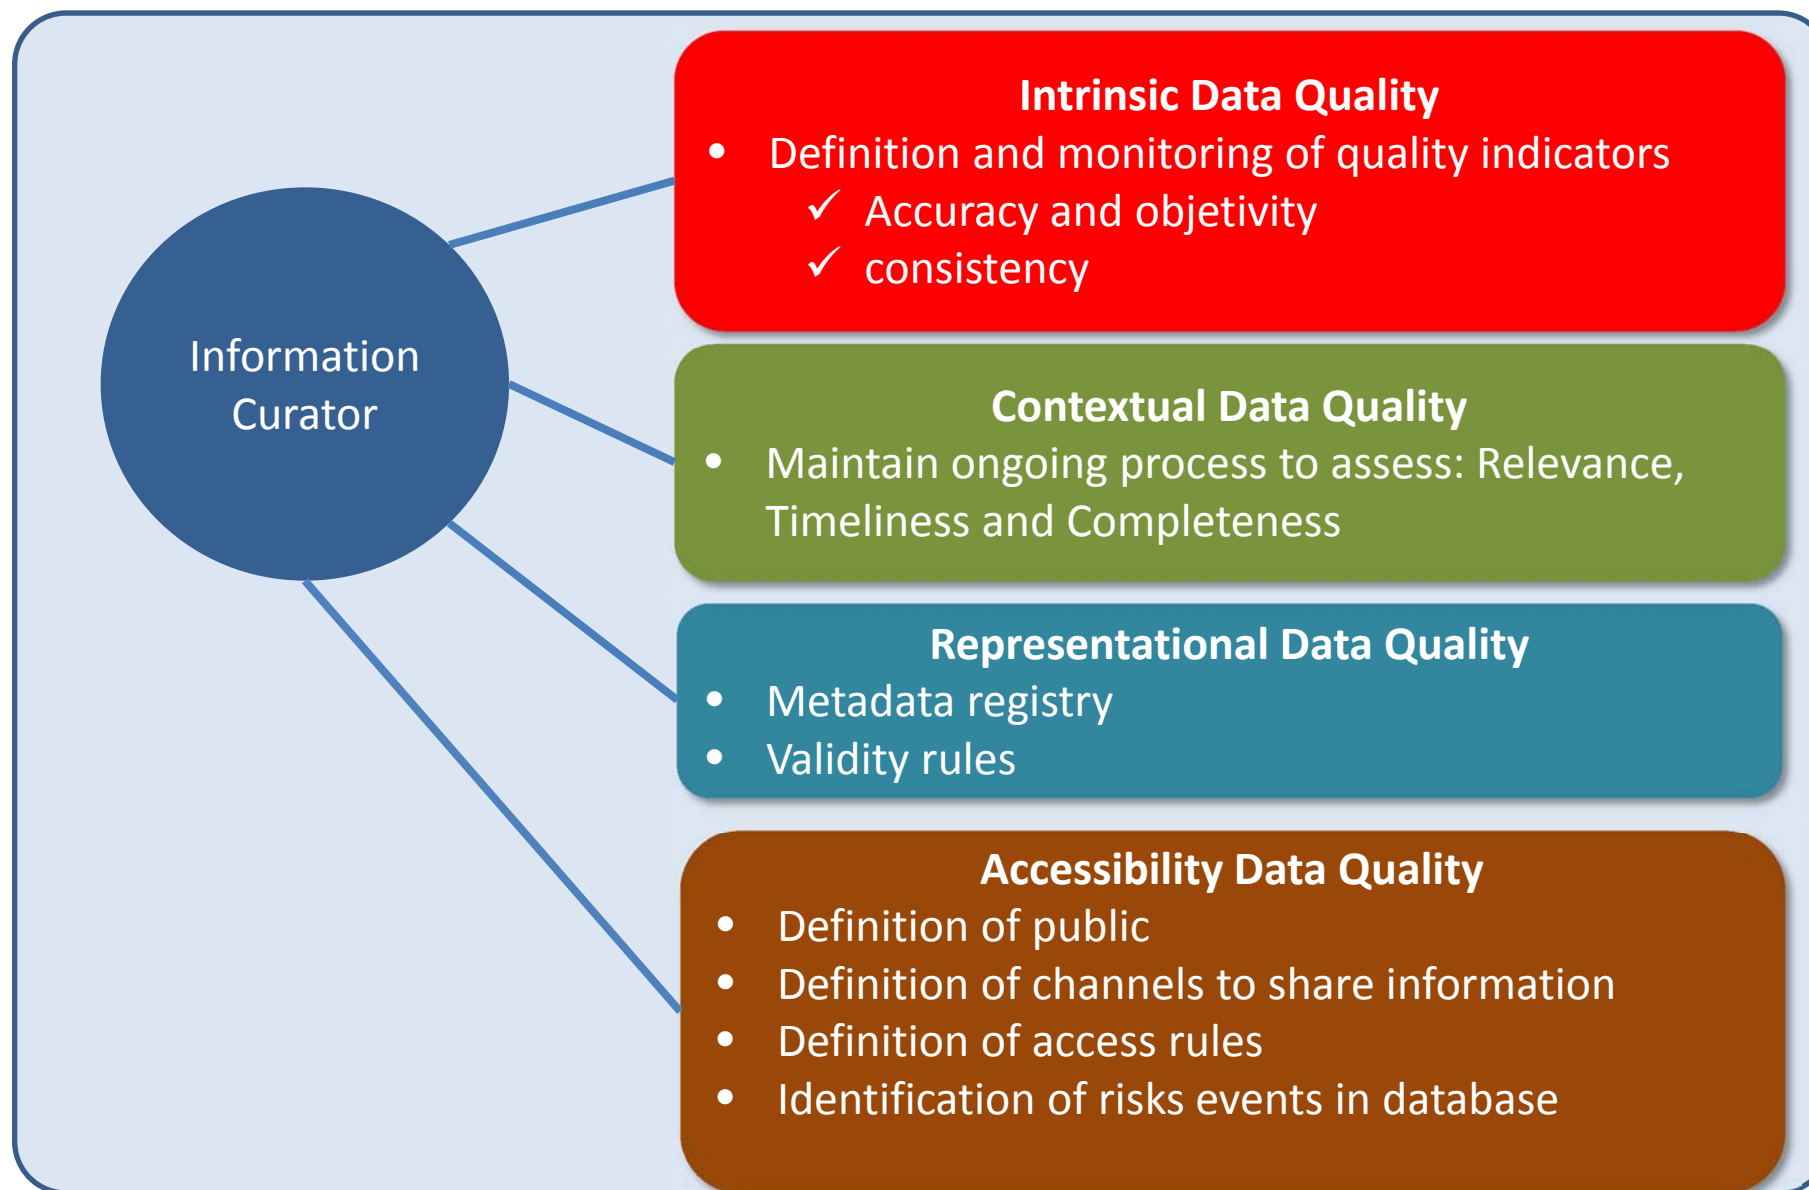 Information
Curator
Intrinsic Data Quality
• Definition and monitoring of quality indicators
✓ Accuracy and objetivity
✓ consistency
Contextual Data Quality
• Maintain ongoing process to assess: Relevance,
Timeliness and Completeness
Representational Data Quality
• Metadata registry
• Validity rules
Accessibility Data Quality
• Definition of public
• Definition of channels to share information
• Definition of access rules
• Identification of risks events in database